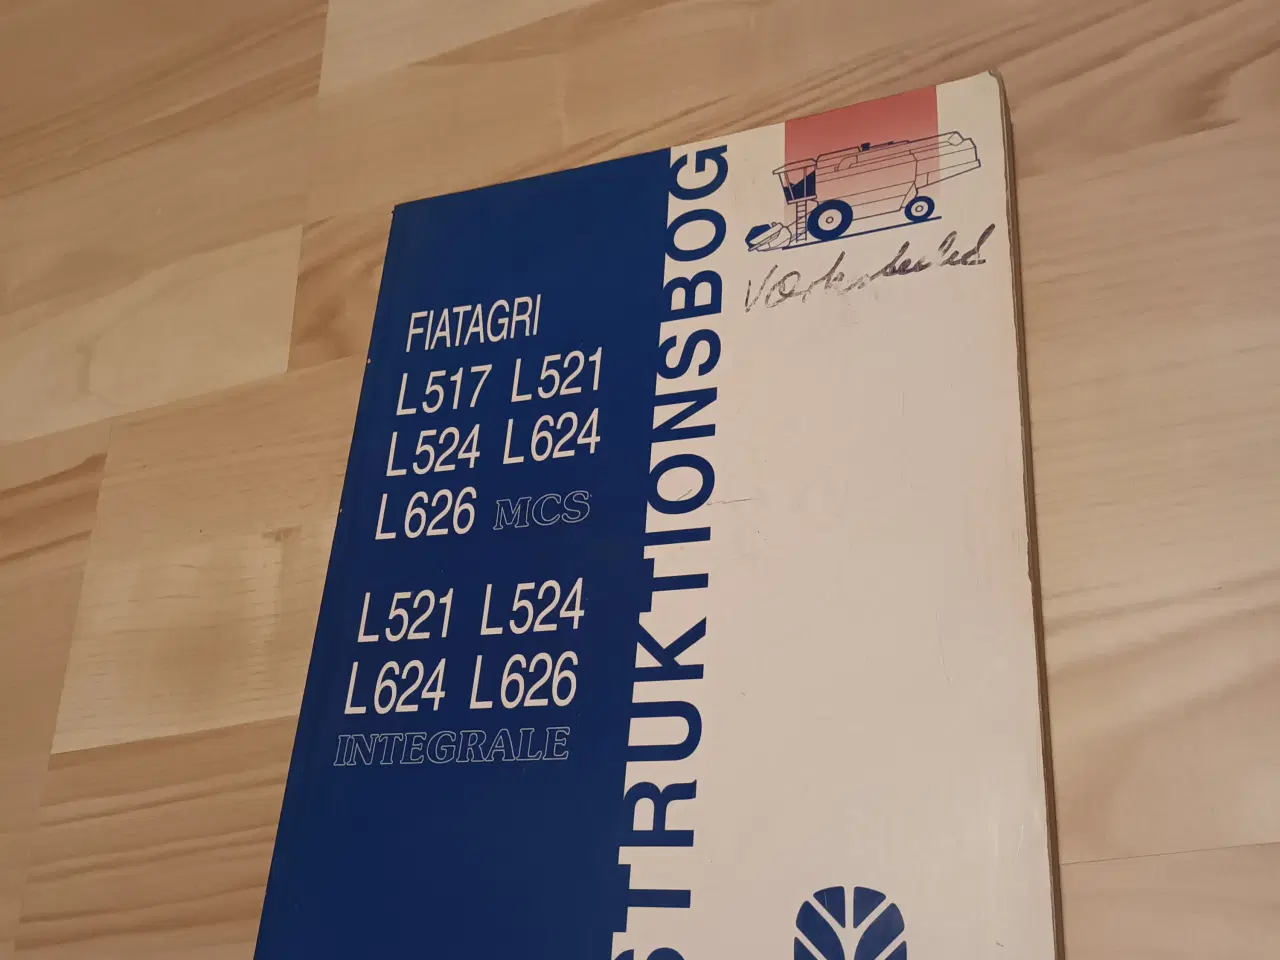 FIATAGRI
L517 L521
L524 L624
L626 MCS
L521 L524
L624 L626
INTEGRALE
STRUKTIONSBOG